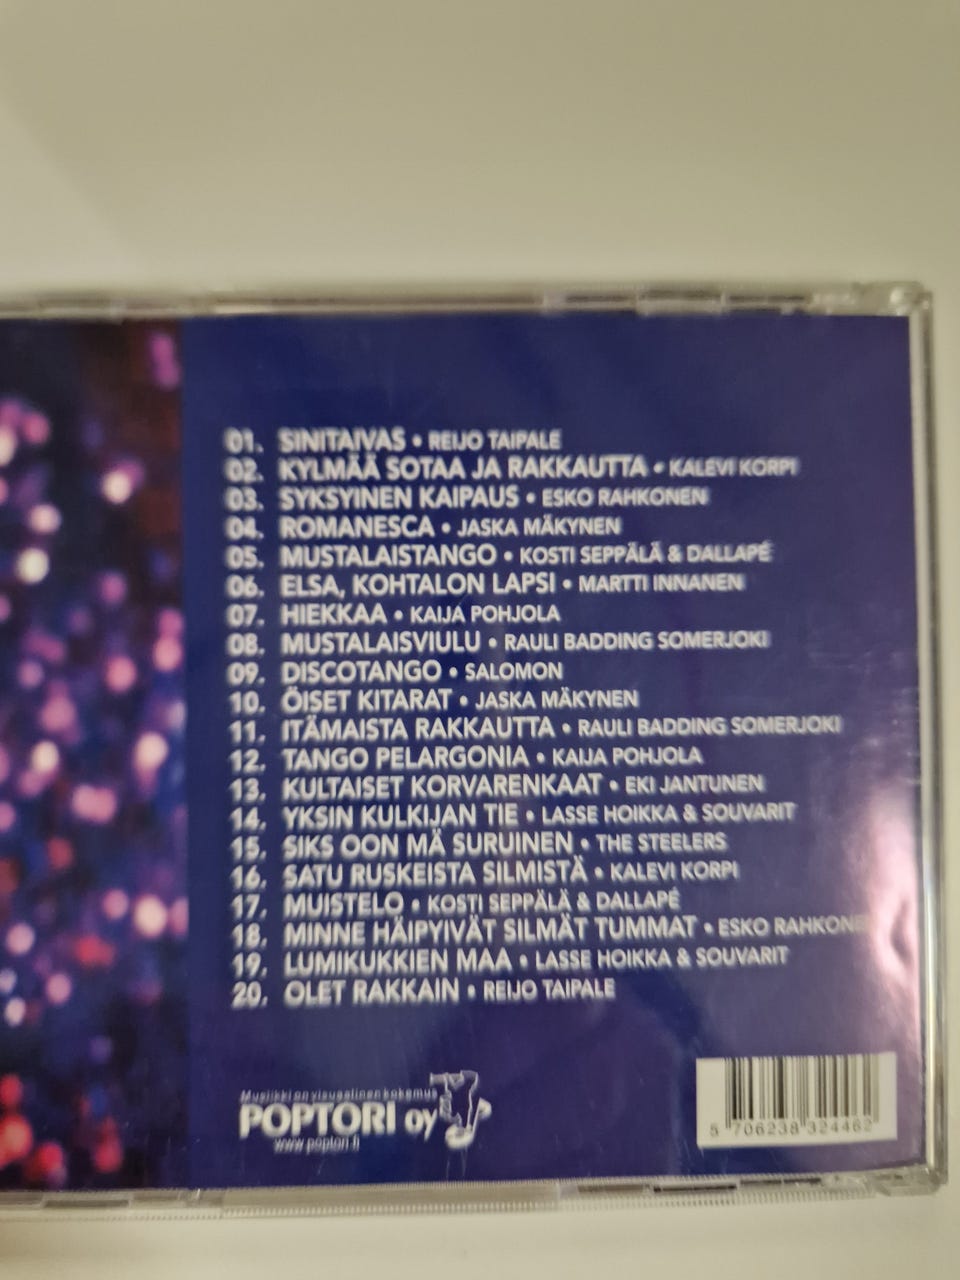 01. SINITAIVAS • REIJO TAIPALE
02. KYLMÄÄ SOTAA JA RAKKAUTTA • KALEVI KORPI
03. SYKSYINEN KAIPAUS • ESKO RAHKONEN
04. ROMANESCA • JASKA MÄKYNEN
05. MUSTALAISTANGO • KOSTI SEPPÄLÄ & DALLAPÉ
06. ELSA, KOHTALON LAPSI • MARTTI INNANEN
07. HIEKKAA • KAIJA POHJOLA
08. MUSTALAISVIULU • RAULI BADDING SOMERJOKI
09. DISCOTANGO • SALOMON
10. ÖISET KITARAT • JASKA MÄKYNEN
11. ITÄMAISTA RAKKAUTTA • RAULI BADDING SOMERJOKI
12. TANGO PELARGONIA • KAIJA POHJOLA
13. KULTAISET KORVARENKAAT • EKI JANTUNEN
14. YKSIN KULKIJAN TIE • LASSE HOIKKA & SOUVARIT
15. SIKS OON MÄ SURUINEN • THE STEELERS
16. SATU RUSKEISTA SILMISTÄ • KALEVI KORPI
17. MUISTELO • KOSTI SEPPÄLÄ & DALLAPÉ
18. MINNE HÄIPYIVÄT SILMÄT TUMMAT • ESKO RAHKONE
19. LUMIKUKKIEN MAA • LASSE HOIKKA & SOUVARIT
20. OLET RAKKAIN • REIJO TAIPALE
Musiikki on visuaalinen kokemus
POPTORI OY
www.poptori.fi
5 706238 324462